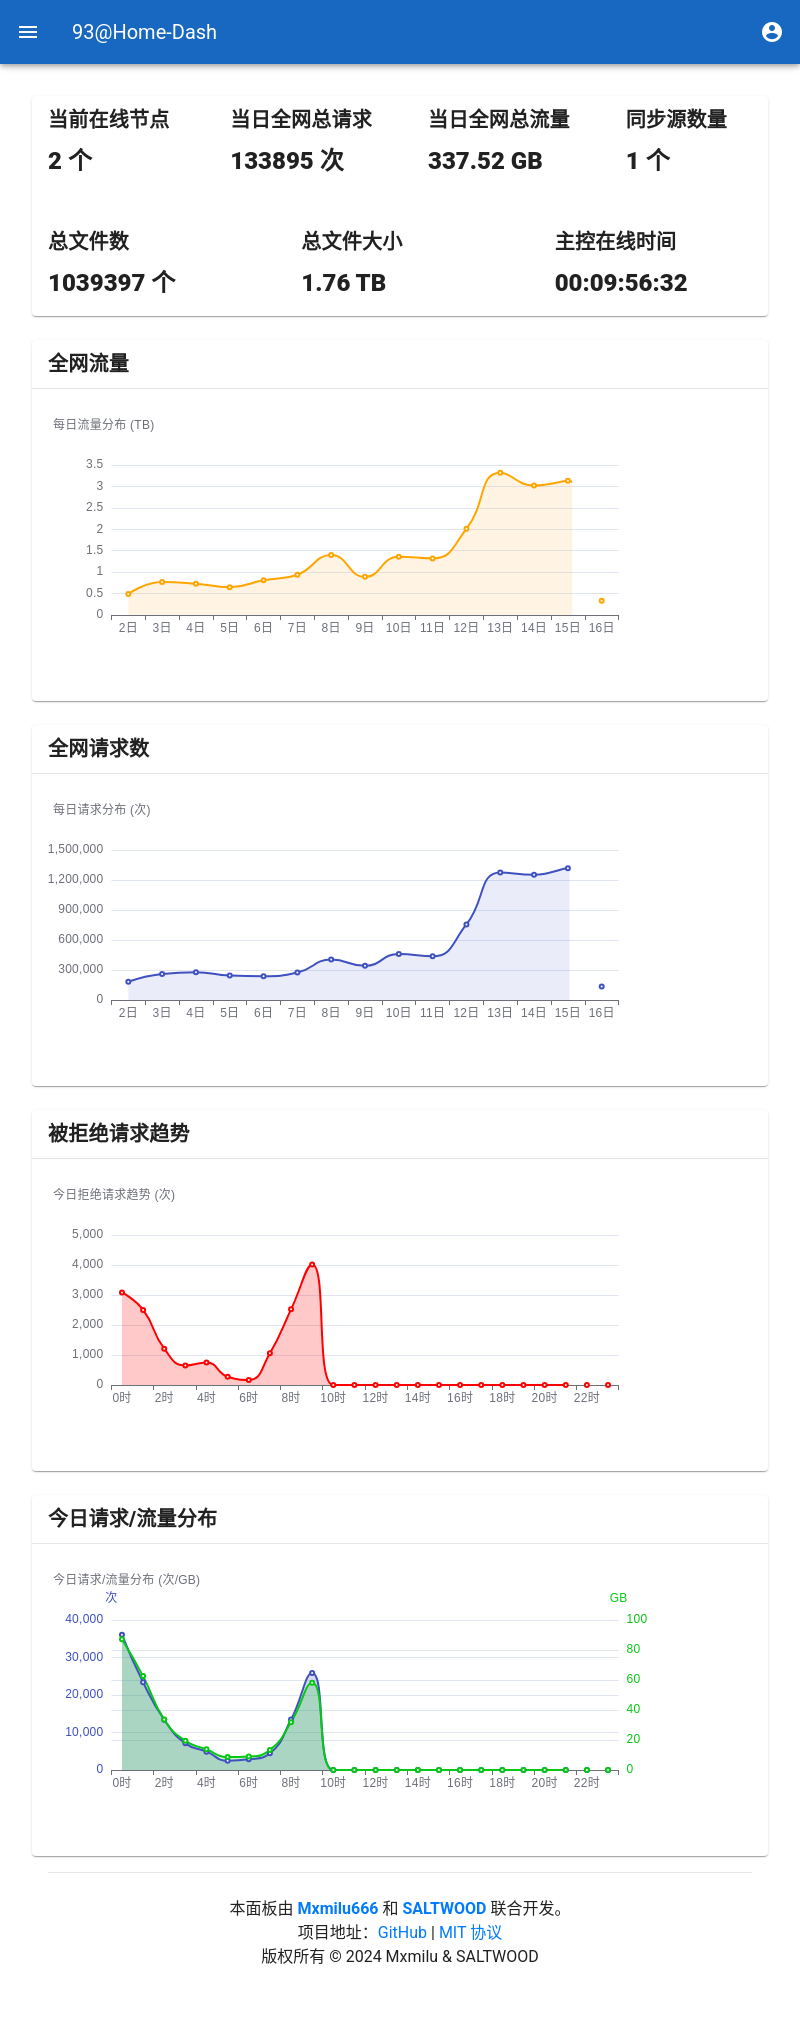 93@Home-Dash
当前在线节点 当日全网总请求 当日全网总流量 同步源数量
2 个 133895 次 337.52 GB 1 个
总文件数 总文件大小 主控在线时间
1039397 个 1.76 TB 00:09:56:32
全网流量
每日流量分布 (TB)
3.5
3
2.5
2
1.5
1
0.5
0
2日 3日 4日 5日 6日 7日 8日 9日 10日 11日 12日 13日 14日 15日 16日
全网请求数
每日请求分布 (次)
1,500,000
1,200,000
900,000
600,000
300,000
0
2日 3日 4日 5日 6日 7日 8日 9日 10日 11日 12日 13日 14日 15日 16日
被拒绝请求趋势
今日拒绝请求趋势 (次)
5,000
4,000
3,000
2,000
1,000
0
0时 2时 4时 6时 8时 10时 12时 14时 16时 18时 20时 22时
今日请求/流量分布
今日请求/流量分布 (次/GB)
次 GB
40,000 100
80
30,000
60
20,000
40
10,000
20
0 0
0时 2时 4时 6时 8时 10时 12时 14时 16时 18时 20时 22时
本面板由 Mxmilu666 和 SALTWOOD 联合开发。
项目地址：GitHub | MIT 协议
版权所有 © 2024 Mxmilu & SALTWOOD